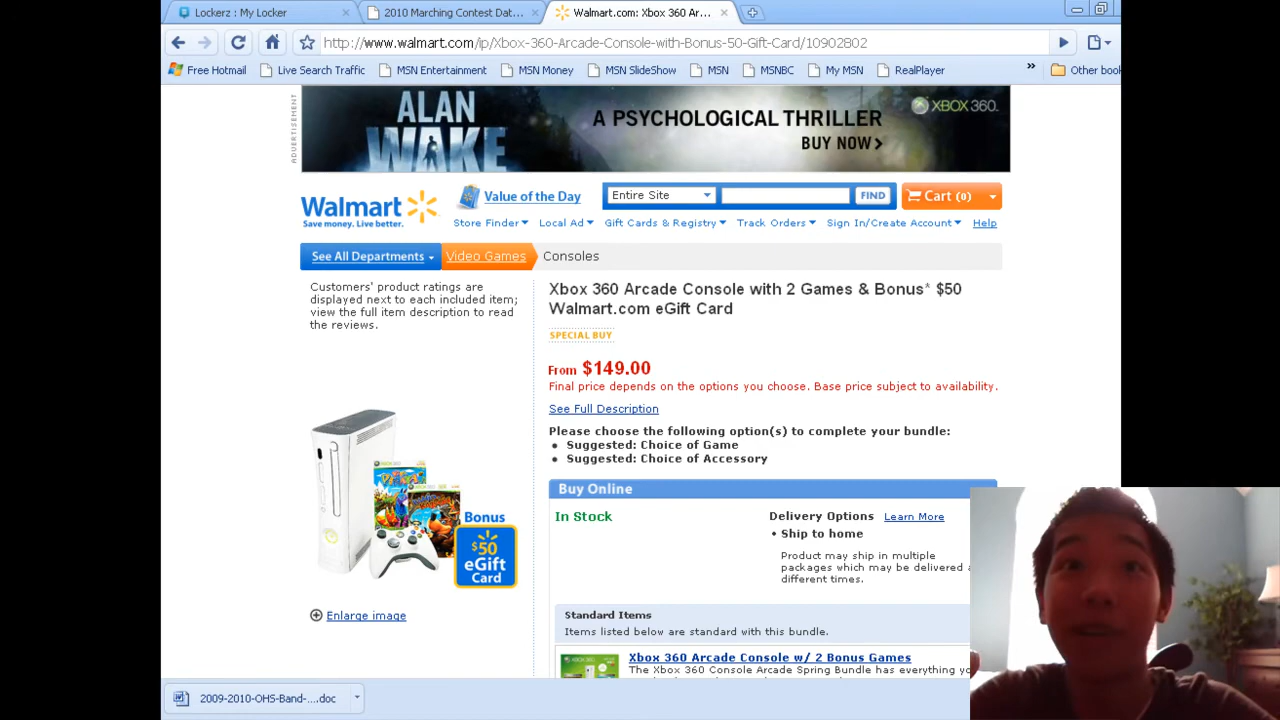 Lockerz : My Locker
2010 Marching Contest Dat...
Walmart.com: Xbox 360 Ar...
http://www.walmart.com/ip/Xbox-360-Arcade-Console-with-Bonus-50-Gift-Card/10902802
Free Hotmail Live Search Traffic MSN Entertainment MSN Money MSN SlideShow MSN MSNBC My MSN RealPlayer » Other book
ADVERTISEMENT
ALAN WAKE
A PSYCHOLOGICAL THRILLER
BUY NOW
XBOX 360
Walmart
Save money. Live better.
Value of the Day
Entire Site FIND Cart (0)
Store Finder Local Ad Gift Cards & Registry Track Orders Sign In/Create Account Help
See All Departments Video Games Consoles
Customers' product ratings are
displayed next to each included item;
view the full item description to read
the reviews.
Bonus
$50
eGift
Card
Enlarge image
Xbox 360 Arcade Console with 2 Games & Bonus* $50
Walmart.com eGift Card
SPECIAL BUY
From $149.00
Final price depends on the options you choose. Base price subject to availability.
See Full Description
Please choose the following option(s) to complete your bundle:
• Suggested: Choice of Game
• Suggested: Choice of Accessory
Buy Online
In Stock
Delivery Options Learn More
• Ship to home
Product may ship in multiple
packages which may be delivered a
different times.
Standard Items
Items listed below are standard with this bundle.
Xbox 360 Arcade Console w/ 2 Bonus Games
The Xbox 360 Console Arcade Spring Bundle has everything yo
2009-2010-OHS-Band-....doc